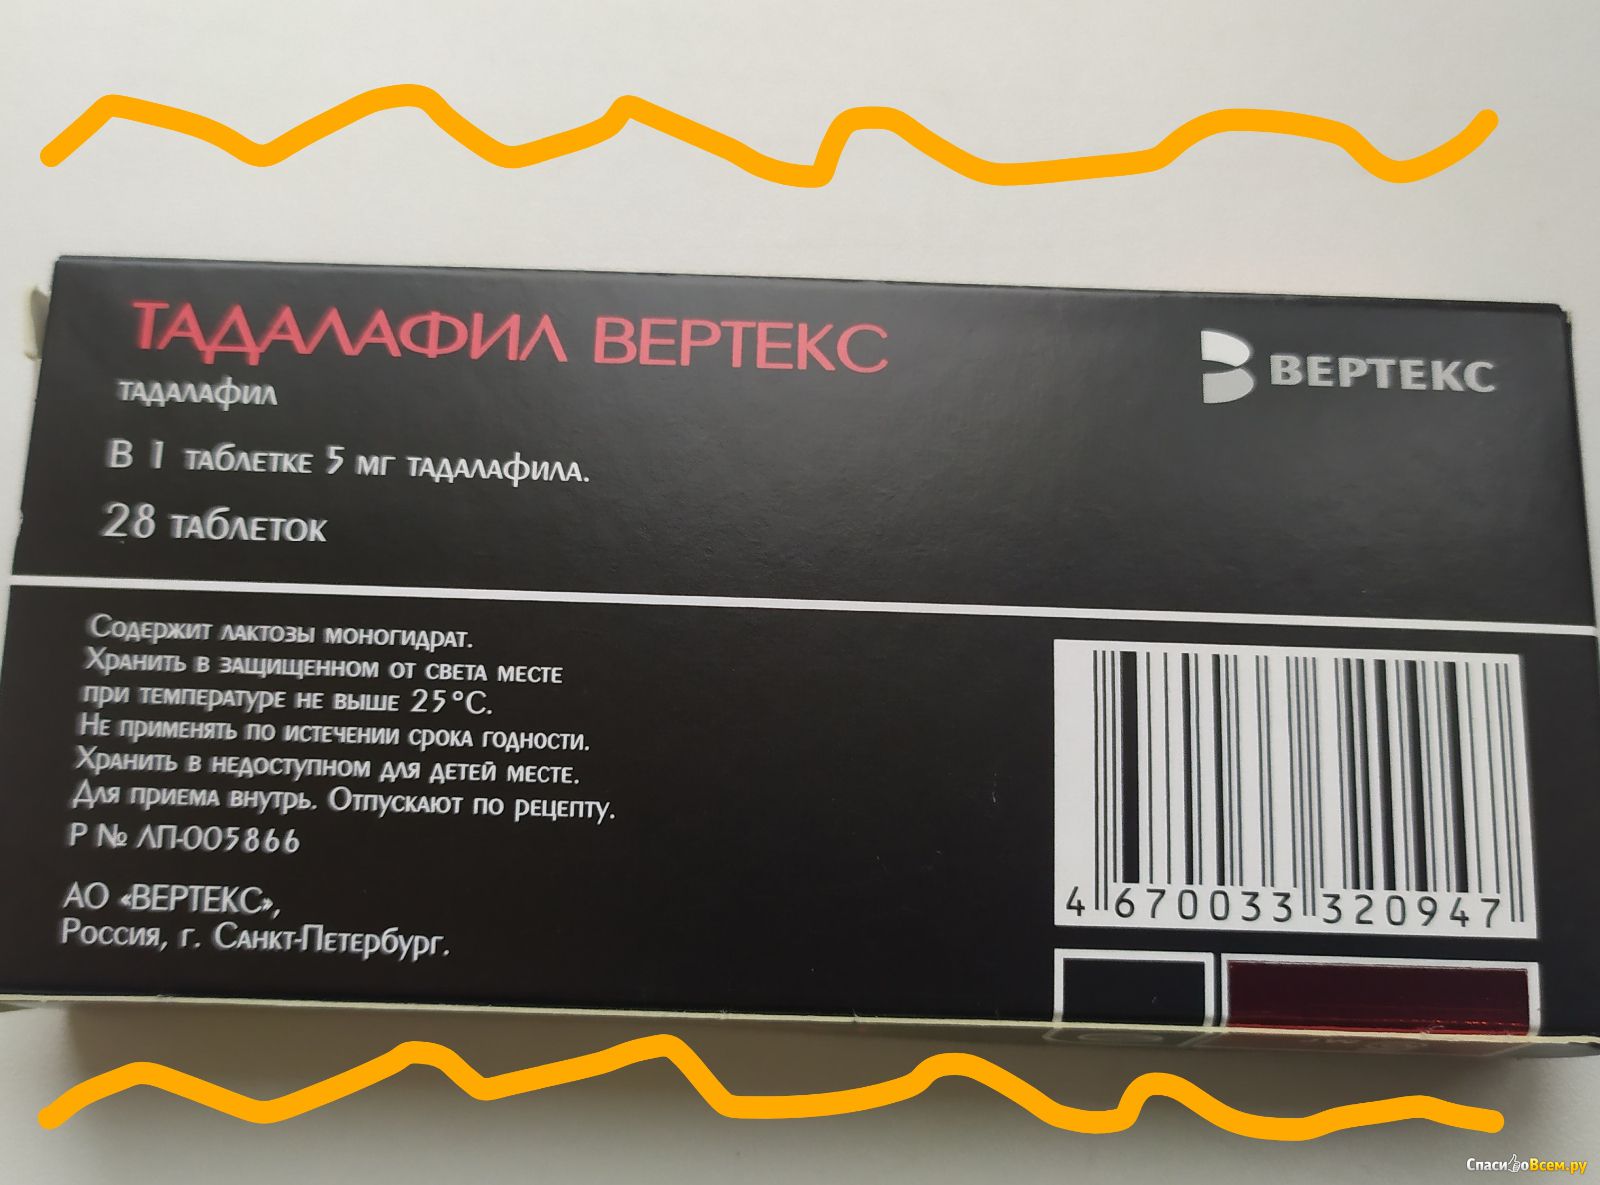 ТАДАЛАФИЛ ВЕРТЕКС
ВЕРТЕКС
тадалафил
В 1 таблетке 5 мг тадалафила.
28 таблеток
Содержит лактозы моногидрат.
Хранить в защищенном от света месте
при температуре не выше 25°С.
Не применять по истечении срока годности.
Хранить в недоступном для детей месте.
Для приема внутрь. Отпускают по рецепту.
Р № ЛП-005866
АО «ВЕРТЕКС»,
Россия, г. Санкт-Петербург.
4 670033 320947
СпасибоВсем.ру